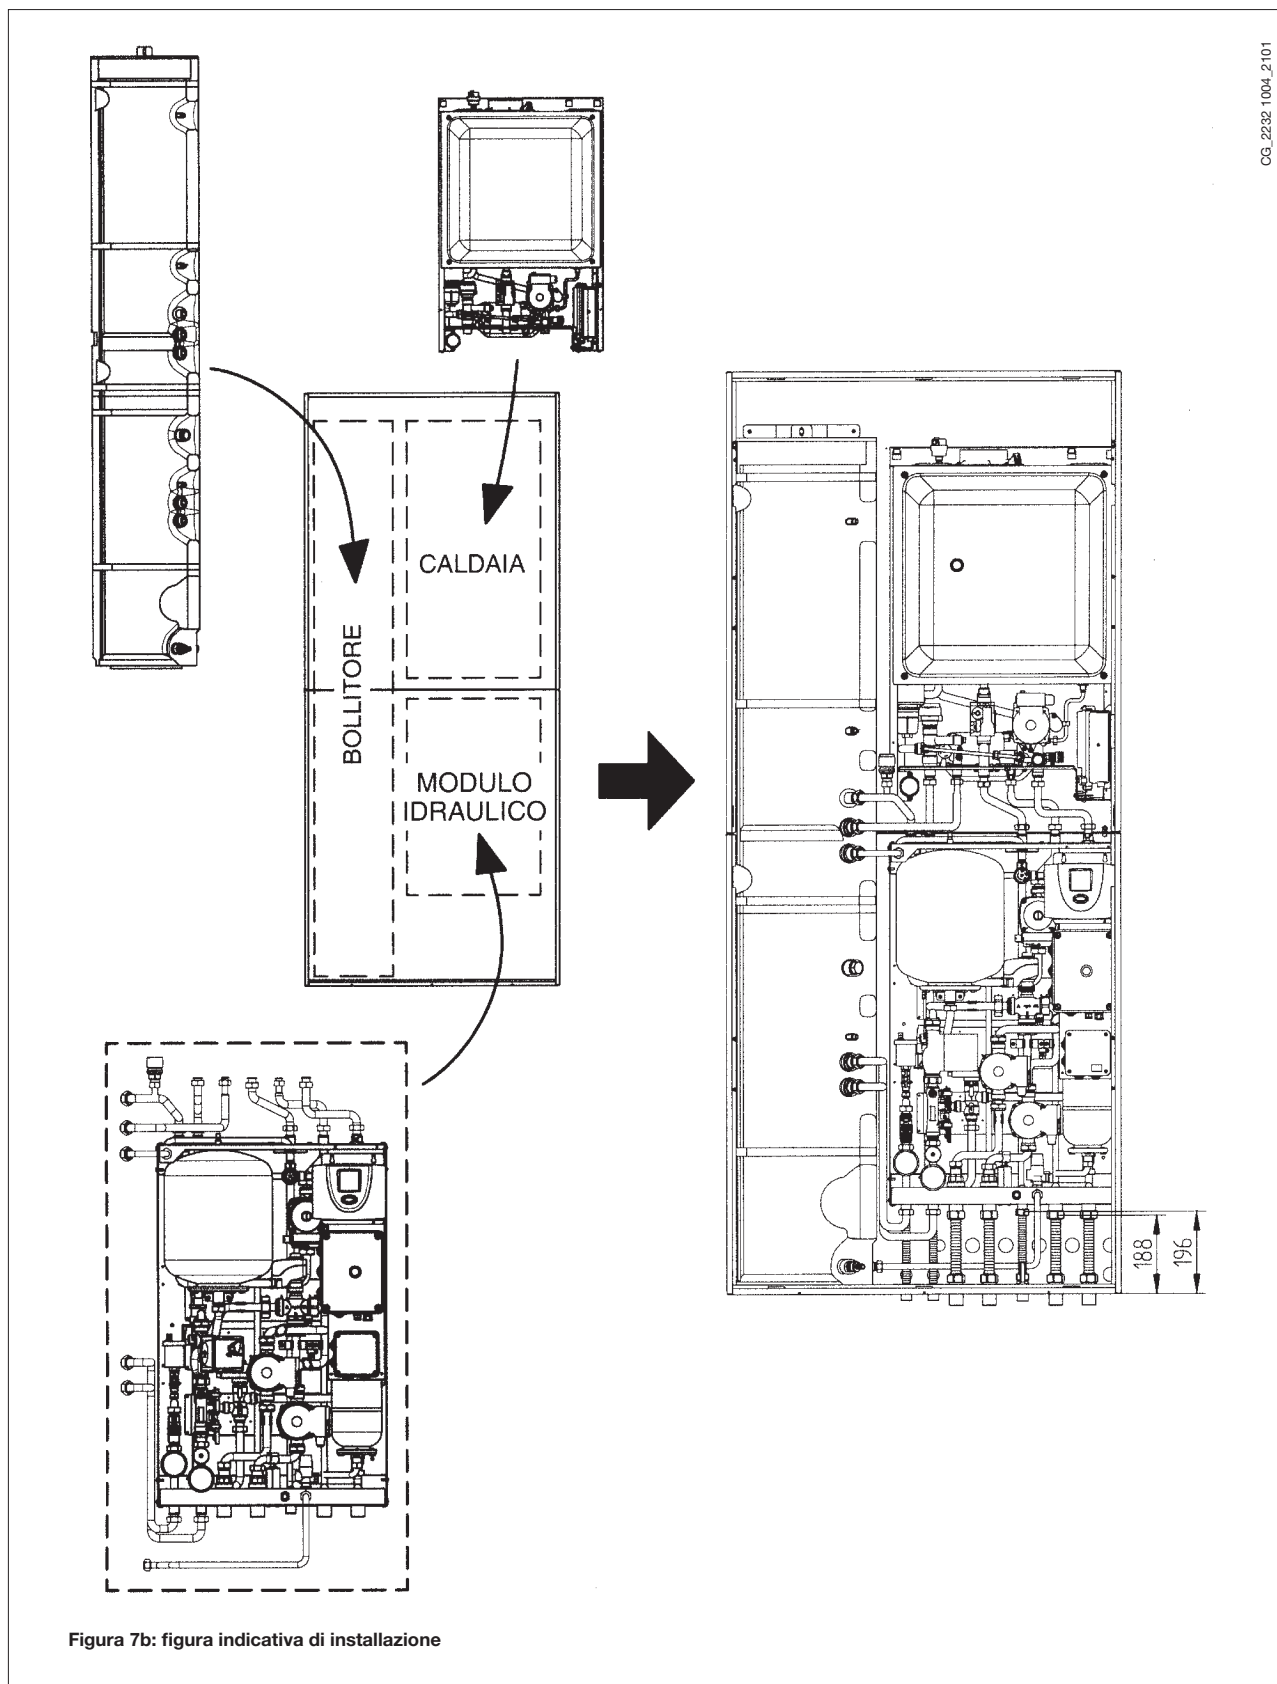 CG_2232 1004_2101
CALDAIA
BOLLITORE
MODULO
IDRAULICO
188
196
Figura 7b: figura indicativa di installazione